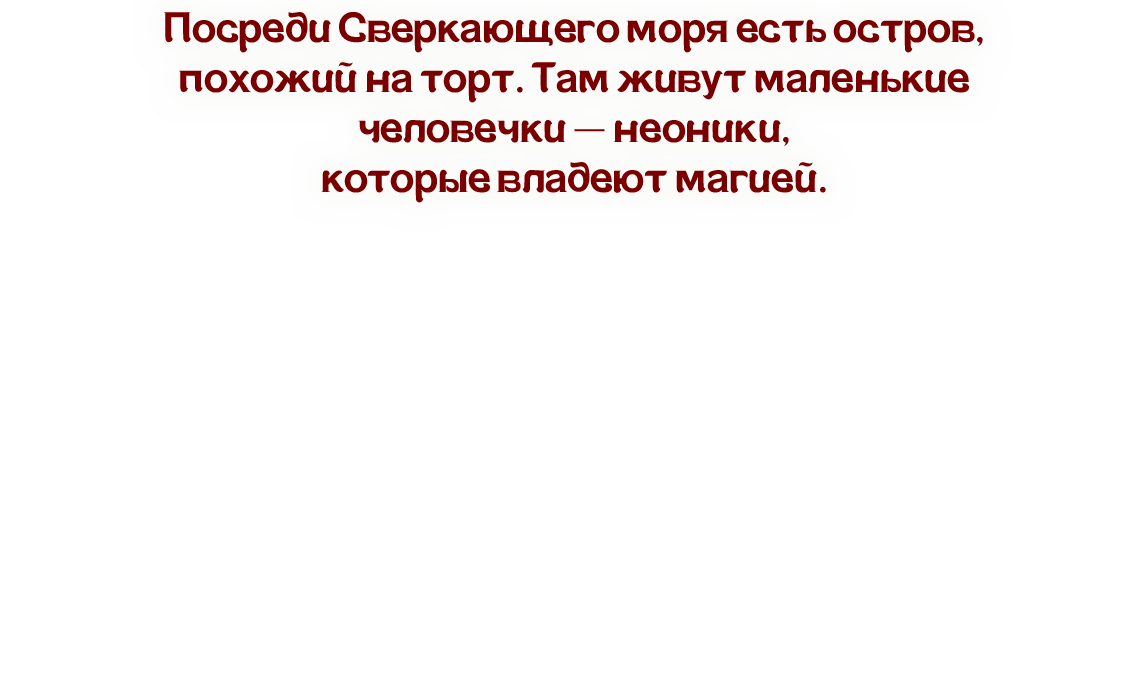 Посреди Сверкающего моря есть остров,
похожий на торт. Там живут маленькие
человечки — неоники,
которые владеют магией.